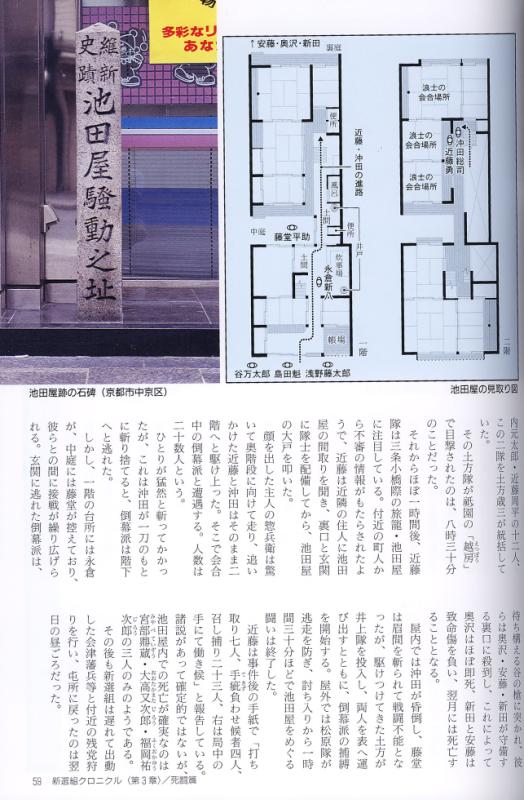 維新
史蹟
池田屋騒動之址
多彩なリ
あな
池田屋跡の石碑（京都市中京区）
↑安藤・奥沢・新田
裏庭
便所
近藤・沖田の進路
風呂
土間
便所
井戸
藤堂平助
中庭
土間
炊事場
永倉新八
帳場
一階
谷万太郎
島田魁
浅野藤太郎
浪士の
会合場所
浪士の
会合場所
浪士の
会合場所
沖田総司
近藤勇
二階
池田屋の見取り図
内元太郎・近藤周平の十二人、
この二隊を土方歳三が統括して
いた。
その土方隊が祇園の「越房」
えっぼう
で目撃されたのは、八時三十分
のことだった。
それからほぼ一時間後、近藤
隊は三条小橋際の旅籠・池田屋
に注目している。付近の町人か
ら不審の情報がもたらされたよ
うで、近藤は近隣の住人に池田
屋の間取りを聞き、裏口と玄関
に隊士を配備してから、池田屋
の大戸を叩いた。
顔を出した主人の惣兵衛は驚
いて奥階段に向けて走り、追い
かけた近藤と沖田はそのまま二
階へと駆け上った。そこで会合
中の倒幕派と遭遇する。人数は
二十数人という。
ひとりが猛然と斬ってかかっ
たが、これは沖田が一刀のもと
に斬り捨てると、倒幕派は階下
へと逃れた。
しかし、一階の台所には永倉
が、中庭には藤堂が控えており、
彼らとの間に接戦が繰り広げら
れる。玄関に逃れた倒幕派は、
待ち構える谷の槍に突かれ、彼
らは奥沢・安藤・新田が守備す
る裏口に殺到し、これによって
奥沢はほぼ即死、新田と安藤は
致命傷を負い、翌月には死亡す
ることとなる。
屋内では沖田が昏倒し、藤堂
は眉間を斬られて戦闘不能とな
ったが、駆けつけてきた土方が
井上隊を投入し、両人を表へ運
び出すとともに、倒幕派の捕縛
を開始する。屋外では松原隊が
逃走を防ぎ、討ち入りから一時
間三十分ほどで池田屋をめぐる
闘いは終了した。
近藤は事件後の手紙で「打ち
取り七人、手疵負わせ候者四人、
召し捕り二十三人、右は局中の
手にて働き候」と報告している。
諸説があって確定的ではないが、
池田屋内での死亡が確実なのは
宮部鼎蔵・大高又次郎・福岡祐
次郎の三人のみのようである。
その後も新選組は遅れて出動
した会津藩兵等と付近の残党狩
りを行い、屯所に戻ったのは翌
日の昼ごろだった。
59 新選組クロニクル〈第3章〉／死闘篇